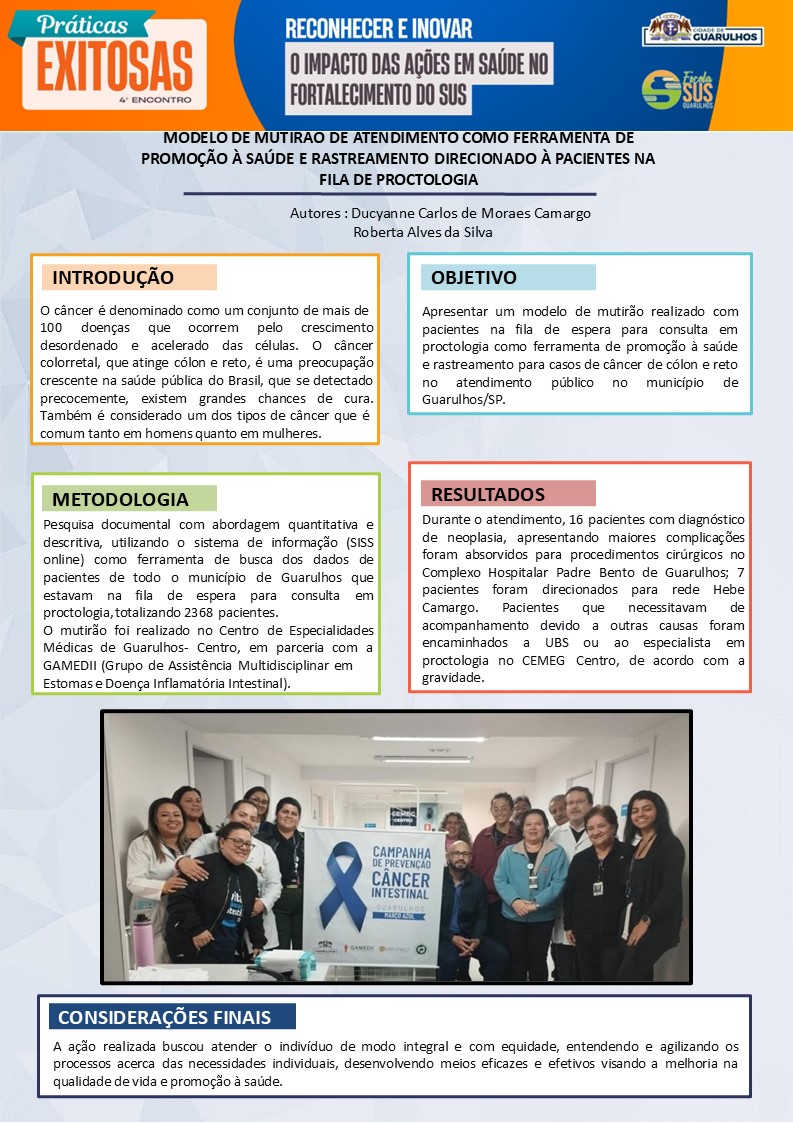 Práticas
EXITOSAS
4º ENCONTRO
RECONHECER E INOVAR
O IMPACTO DAS AÇÕES EM SAÚDE NO
FORTALECIMENTO DO SUS
CIDADE DE
GUARULHOS
Escola
SUS
GUARULHOS
MODELO DE MUTIRÃO DE ATENDIMENTO COMO FERRAMENTA DE
PROMOÇÃO À SAÚDE E RASTREAMENTO DIRECIONADO À PACIENTES NA
FILA DE PROCTOLOGIA
Autores : Ducyanne Carlos de Moraes Camargo
Roberta Alves da Silva
INTRODUÇÃO
O câncer é denominado como um conjunto de mais de
100 doenças que ocorrem pelo crescimento
desordenado e acelerado das células. O câncer
colorretal, que atinge cólon e reto, é uma preocupação
crescente na saúde pública do Brasil, que se detectado
precocemente, existem grandes chances de cura.
Também é considerado um dos tipos de câncer que é
comum tanto em homens quanto em mulheres.
OBJETIVO
Apresentar um modelo de mutirão realizado com
pacientes na fila de espera para consulta em
proctologia como ferramenta de promoção à saúde
e rastreamento para casos de câncer de cólon e reto
no atendimento público no município de
Guarulhos/SP.
METODOLOGIA
Pesquisa documental com abordagem quantitativa e
descritiva, utilizando o sistema de informação (SISS
online) como ferramenta de busca dos dados de
pacientes de todo o município de Guarulhos que
estavam na fila de espera para consulta em
proctologia, totalizando 2368 pacientes.
O mutirão foi realizado no Centro de Especialidades
Médicas de Guarulhos- Centro, em parceria com a
GAMEDII (Grupo de Assistência Multidisciplinar em
Estomas e Doença Inflamatória Intestinal).
RESULTADOS
Durante o atendimento, 16 pacientes com diagnóstico
de neoplasia, apresentando maiores complicações
foram absorvidos para procedimentos cirúrgicos no
Complexo Hospitalar Padre Bento de Guarulhos; 7
pacientes foram direcionados para rede Hebe
Camargo. Pacientes que necessitavam de
acompanhamento devido a outras causas foram
encaminhados a UBS ou ao especialista em
proctologia no CEMEG Centro, de acordo com a
gravidade.
CEMEG
CENTRO
CAMPANHA
DE PREVENÇÃO
CÂNCER
INTESTINAL
GUARULHOS
MARÇO AZUL
GAMEDII
CONSIDERAÇÕES FINAIS
A ação realizada buscou atender o indivíduo de modo integral e com equidade, entendendo e agilizando os
processos acerca das necessidades individuais, desenvolvendo meios eficazes e efetivos visando a melhoria na
qualidade de vida e promoção à saúde.